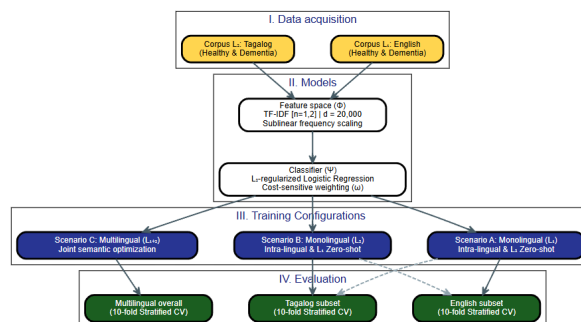 I. Data acquisition
Corpus L₂: Tagalog
(Healthy & Dementia)
Corpus L₁: English
(Healthy & Dementia)
II. Models
Feature space (Φ)
TF-IDF [n=1,2] | d = 20,000
Sublinear frequency scaling
Classifier (Ψ)
L₂-regularized Logistic Regression
Cost-sensitive weighting (ω)
III. Training Configurations
Scenario C: Multilingual (L₁₊₂)
Joint semantic optimization
Scenario B: Monolingual (L₂)
Intra-lingual & L₁ Zero-shot
Scenario A: Monolingual (L₁)
Intra-lingual & L₂ Zero-shot
IV. Evaluation
Multilingual overall
(10-fold Stratified CV)
Tagalog subset
(10-fold Stratified CV)
English subset
(10-fold Stratified CV)